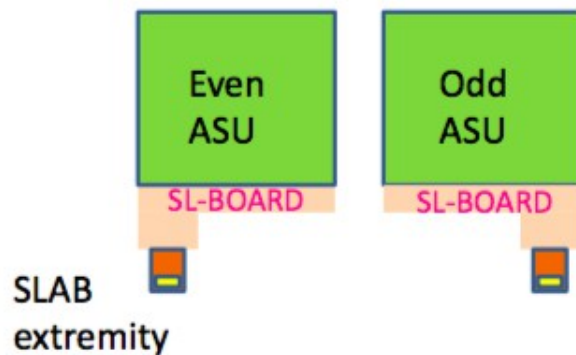 Even
ASU
Odd
ASU
SL-BOARD
SL-BOARD
SLAB
extremity